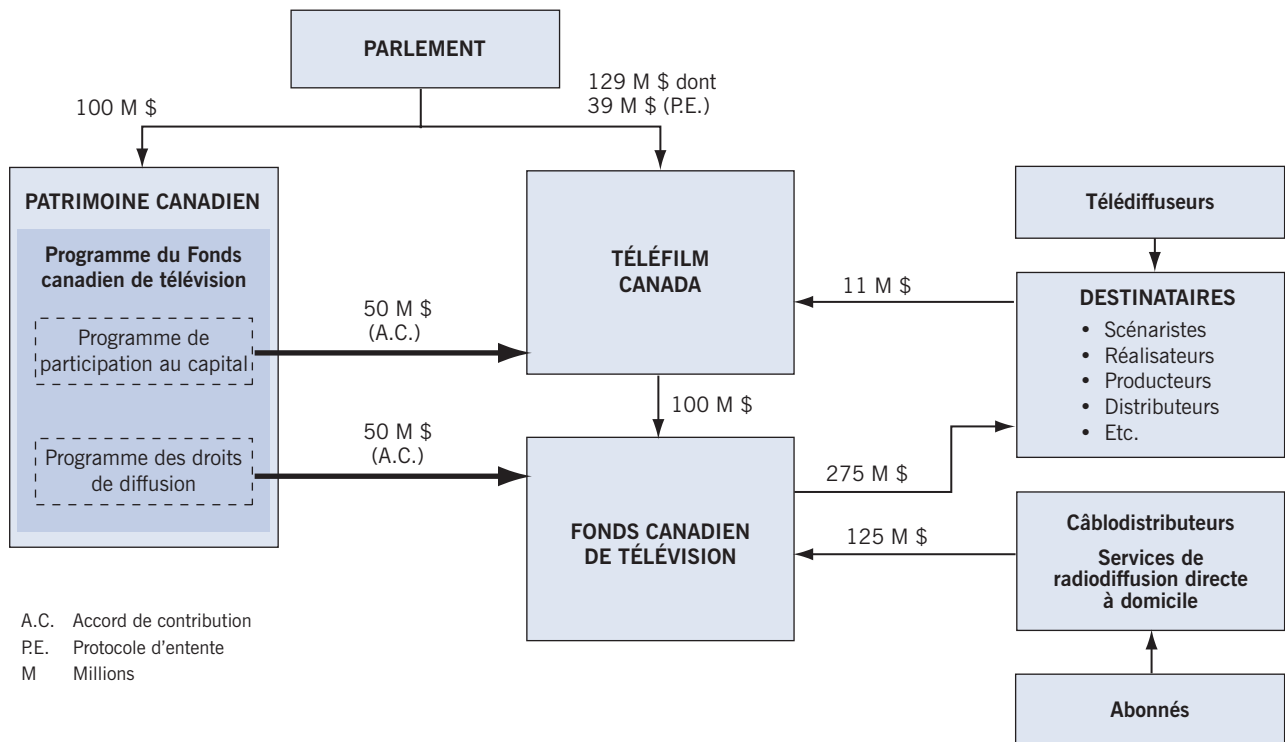 PARLEMENT
100 M $
129 M $ dont
39 M $ (P.E.)
PATRIMOINE CANADIEN
Programme du Fonds
canadien de télévision
Programme de
participation au capital
50 M $
(A.C.)
Programme des droits
de diffusion
50 M $
(A.C.)
TÉLÉFILM
CANADA
100 M $
FONDS CANADIEN
DE TÉLÉVISION
11 M $
275 M $
125 M $
Télédiffuseurs
DESTINATAIRES
• Scénaristes
• Réalisateurs
• Producteurs
• Distributeurs
• Etc.
Câblodistributeurs
Services de
radiodiffusion directe
à domicile
Abonnés
A.C. Accord de contribution
P.E. Protocole d'entente
M Millions